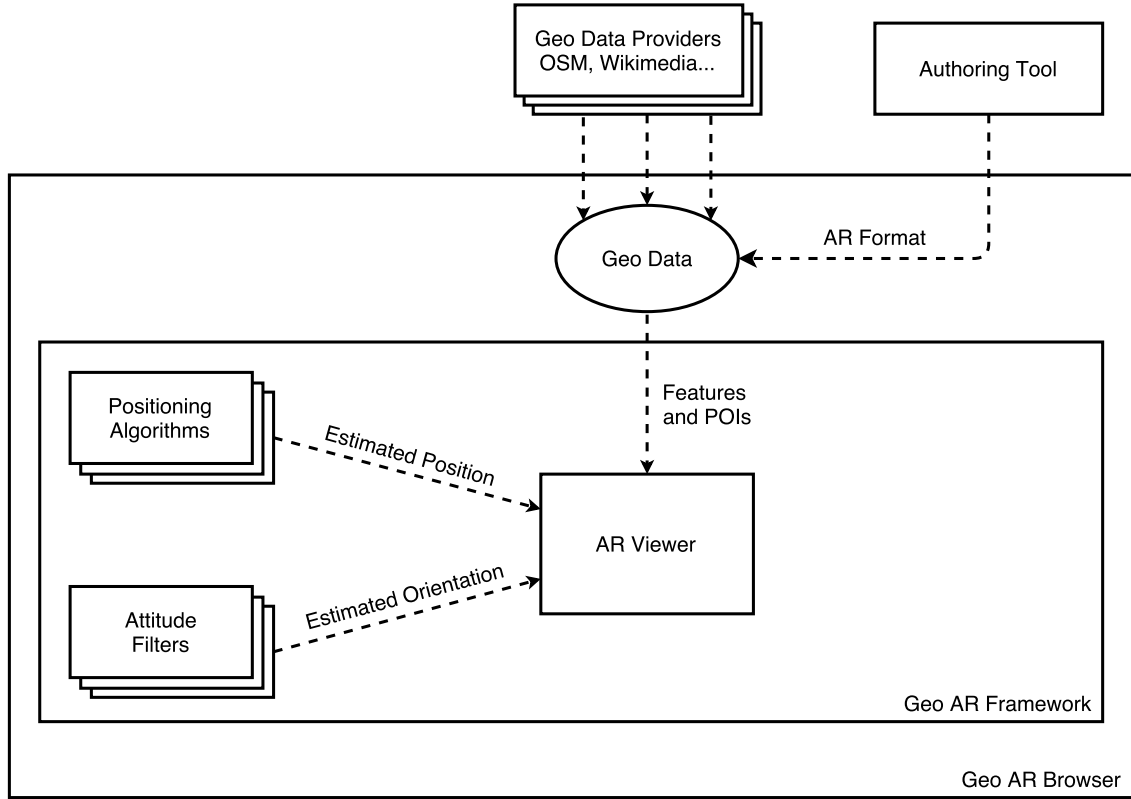 Geo Data Providers
OSM, Wikimedia...
Authoring Tool
AR Format
Geo Data
Features
and POIs
Positioning
Algorithms
Estimated Position
AR Viewer
Estimated Orientation
Attitude
Filters
Geo AR Framework
Geo AR Browser